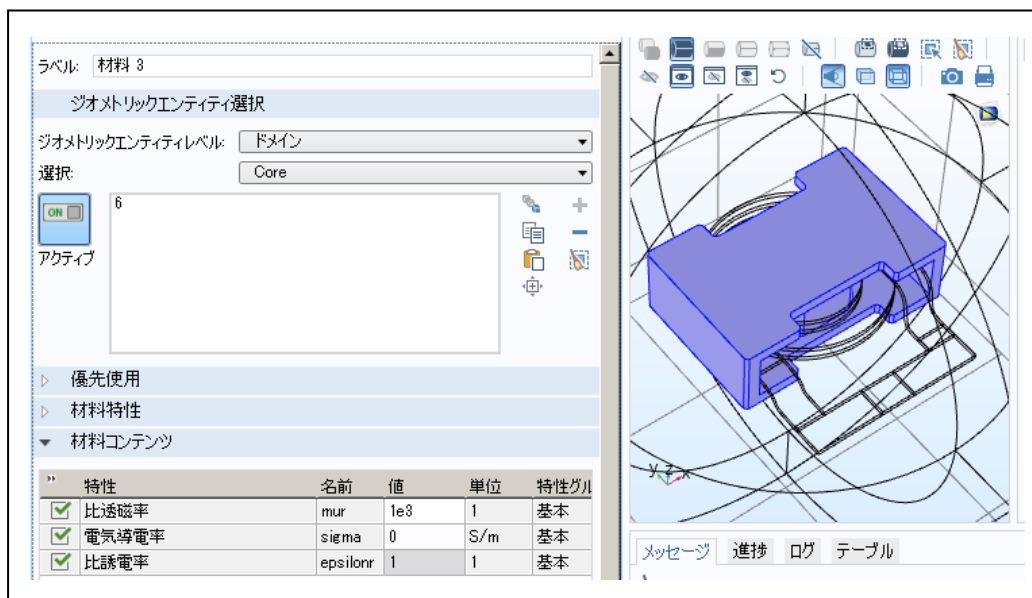 ラベル: 材料 3
ジオメトリックエンティティ選択
ジオメトリックエンティティレベル: ドメイン
選択: Core
ON
6
アクティブ
優先使用
材料特性
材料コンテンツ
特性 名前 値 単位 特性グル
比透磁率 mur 1e3 1 基本
電気導電率 sigma 0 S/m 基本
比誘電率 epsilonr 1 1 基本
y z x
メッセージ 進捗 ログ テーブル